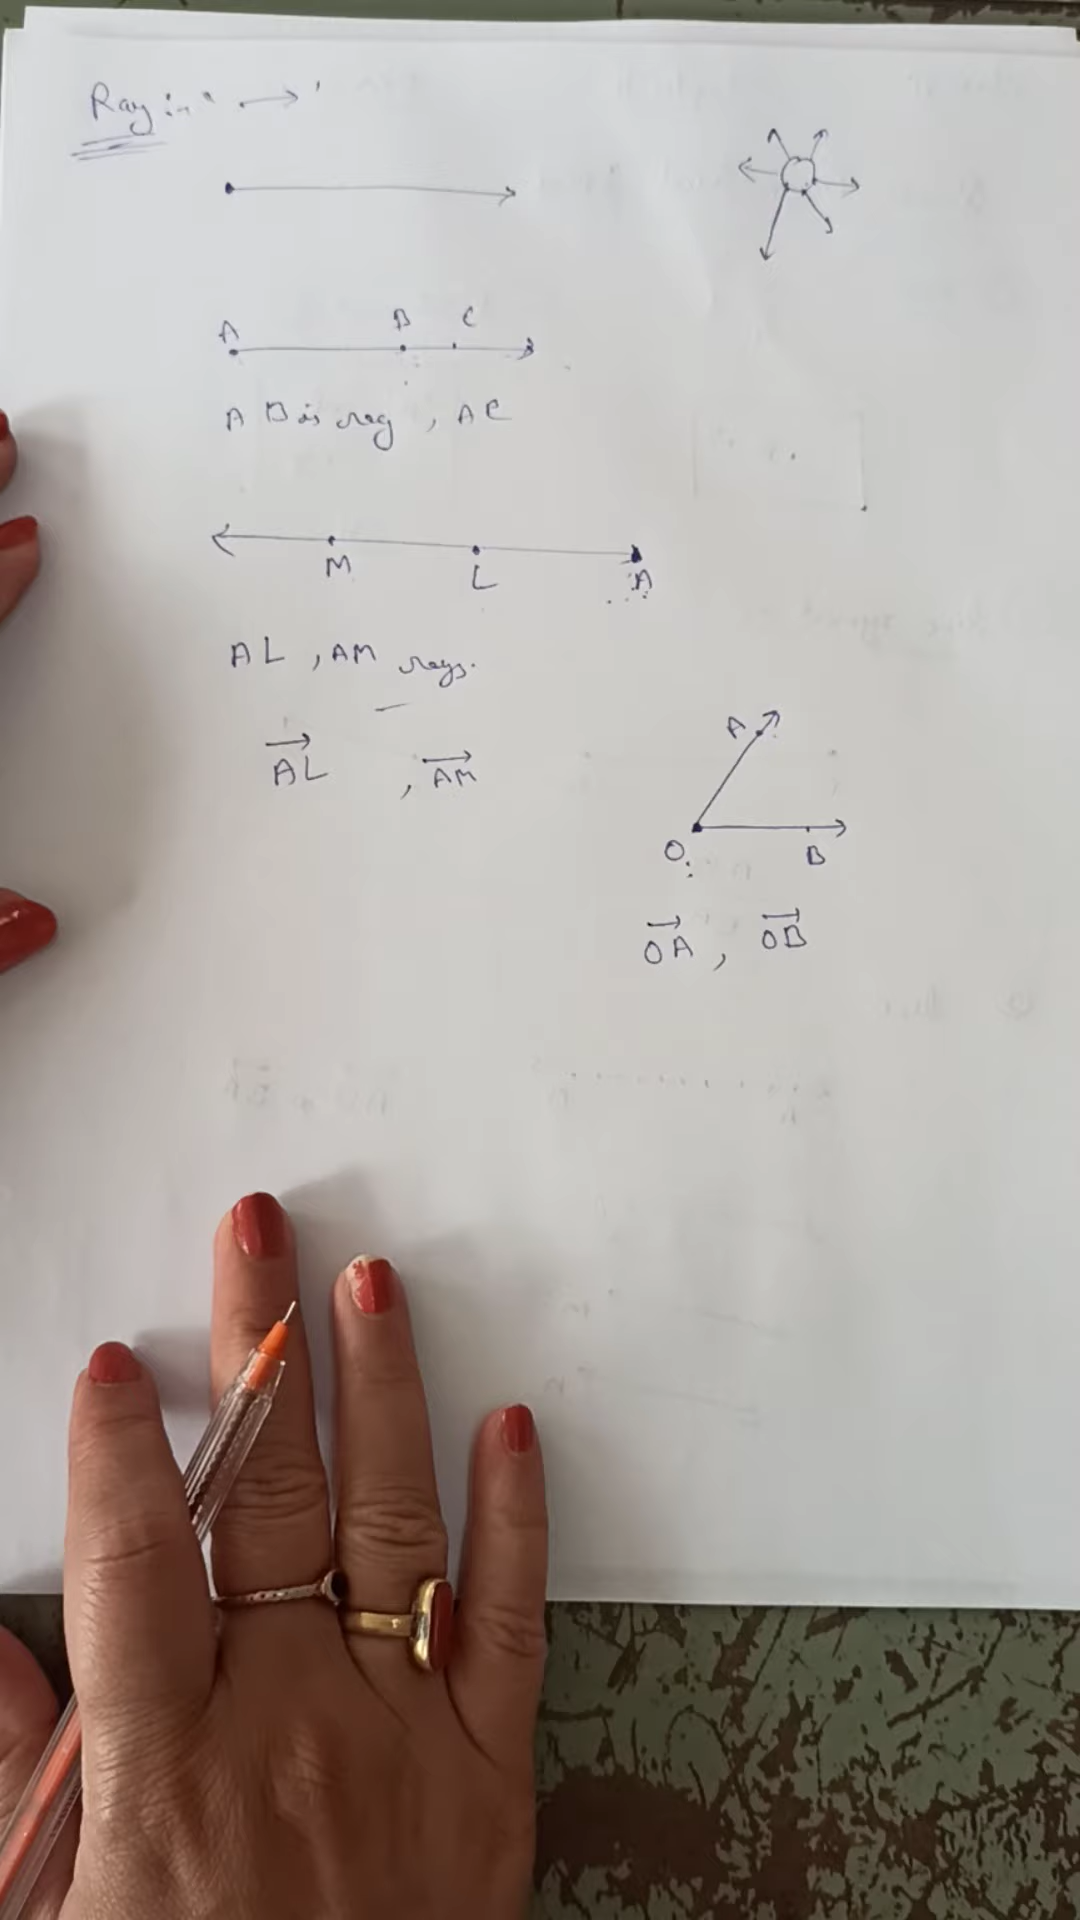 Ray :- " → '
A B C
A B is ray , AC
M L A
AL , AM rays.
AL , AM
A
O B
OA , OB